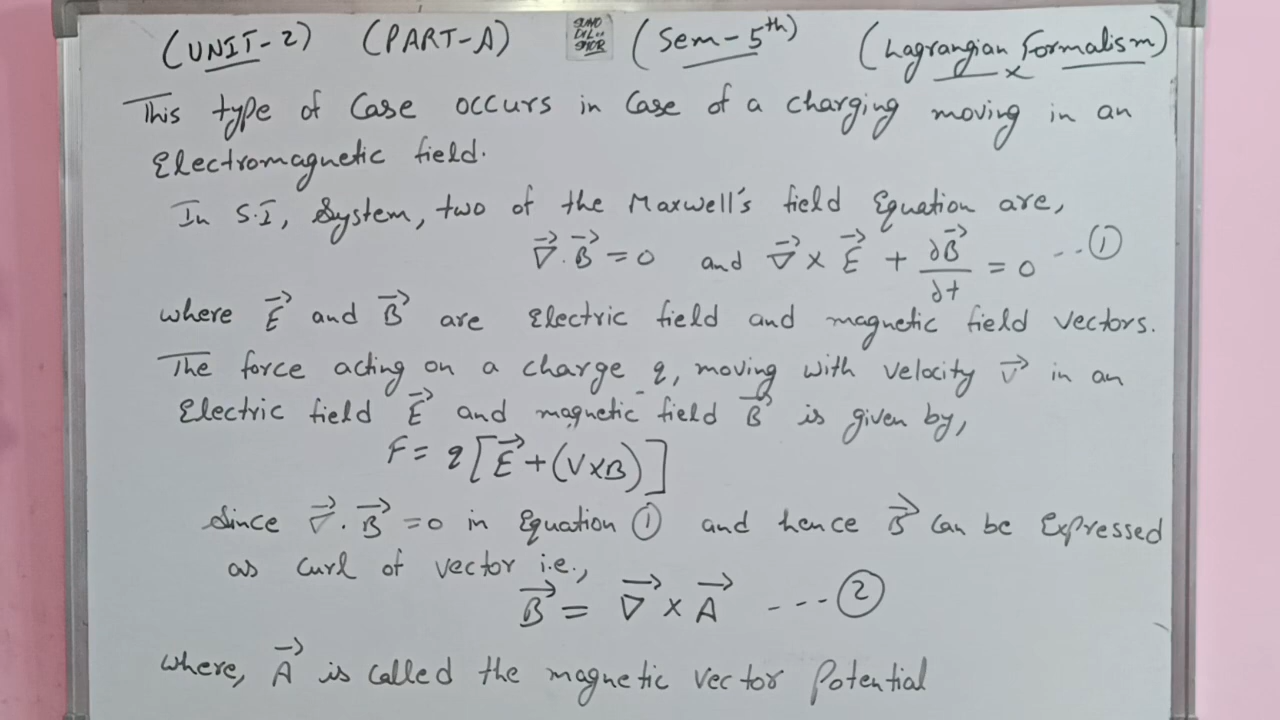 (UNIT-2) (PART-A) (Sem-5th) (Lagrangian Formalism)
This type of Case occurs in Case of a charging moving in an
Electromagnetic field.
In S.I, System, two of the Maxwell's field Equation are,
∇⃗.B⃗ = 0 and ∇⃗ × E⃗ + ∂B⃗/∂t = 0 --①
where E⃗ and B⃗ are Electric field and magnetic field vectors.
The force acting on a charge q, moving with velocity v⃗ in an
Electric field E⃗ and magnetic field B⃗ is given by,
F = q[E⃗ + (V×B)]
Since ∇⃗.B⃗ = 0 in Equation ① and hence B⃗ can be Expressed
as curl of vector i.e.,
B⃗ = ∇⃗ × A⃗ ---②
where, A⃗ is called the magnetic vector Potential